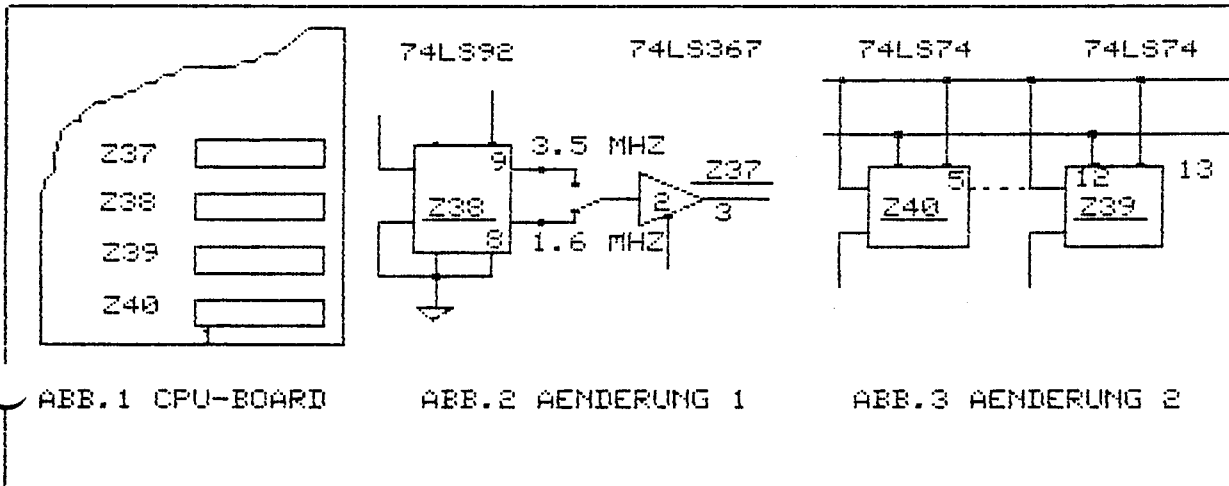 74LS92
74LS367
74LS74
74LS74
Z37
Z38
Z39
Z40
9
3.5 MHZ
Z38
8
1.6 MHZ
2
Z37
3
5
Z40
12
Z39
13
ABB.1 CPU-BOARD
ABB.2 AENDERUNG 1
ABB.3 AENDERUNG 2